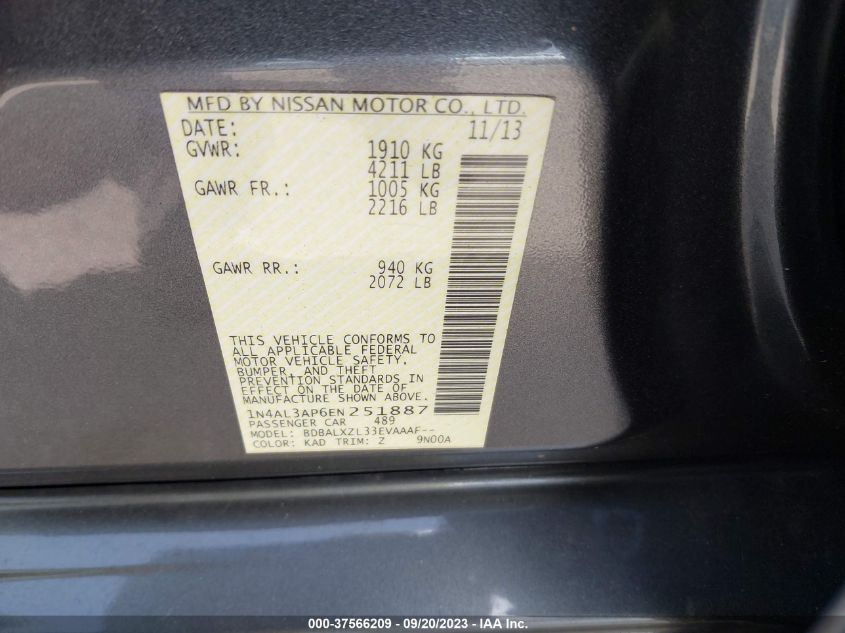 MFD BY NISSAN MOTOR CO., LTD.
DATE: 11/13
GVWR: 1910 KG
4211 LB
GAWR FR.: 1005 KG
2216 LB
GAWR RR.: 940 KG
2072 LB
THIS VEHICLE CONFORMS TO
ALL APPLICABLE FEDERAL
MOTOR VEHICLE SAFETY,
BUMPER, AND THEFT
PREVENTION STANDARDS IN
EFFECT ON THE DATE OF
MANUFACTURE SHOWN ABOVE.
1N4AL3AP6EN251887
PASSENGER CAR 489
MODEL: BDBALXZL33EVAAAF--
COLOR: KAD TRIM: Z 9N00A
000-37566209 - 09/20/2023 - IAA Inc.